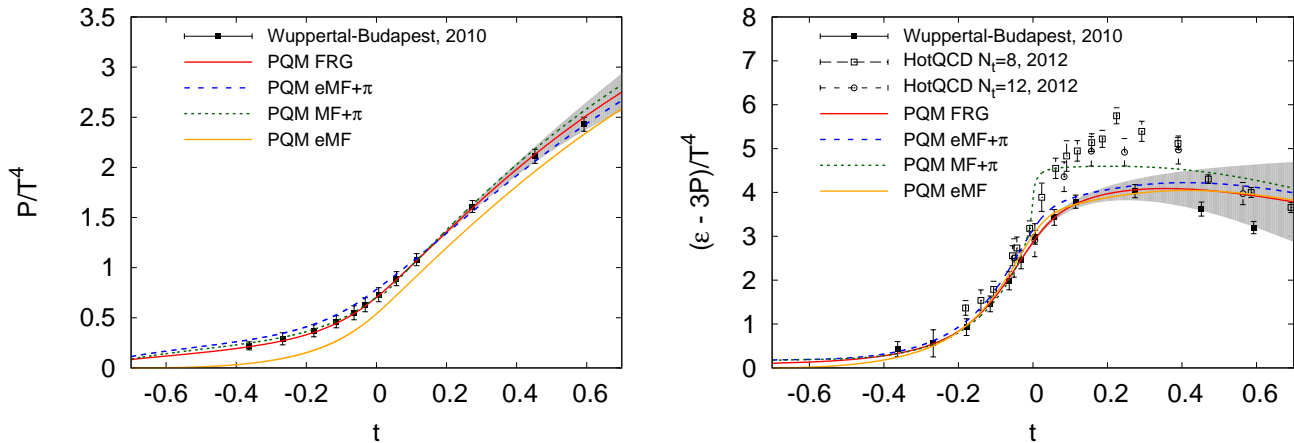 3.5
3
2.5
2
1.5
1
0.5
0
P/T⁴
Wuppertal-Budapest, 2010
PQM FRG
PQM eMF+π
PQM MF+π
PQM eMF
-0.6 -0.4 -0.2 0 0.2 0.4 0.6
t
8
7
6
5
4
3
2
1
0
(ε - 3P)/T⁴
Wuppertal-Budapest, 2010
HotQCD Nt=8, 2012
HotQCD Nt=12, 2012
PQM FRG
PQM eMF+π
PQM MF+π
PQM eMF
-0.6 -0.4 -0.2 0 0.2 0.4 0.6
t